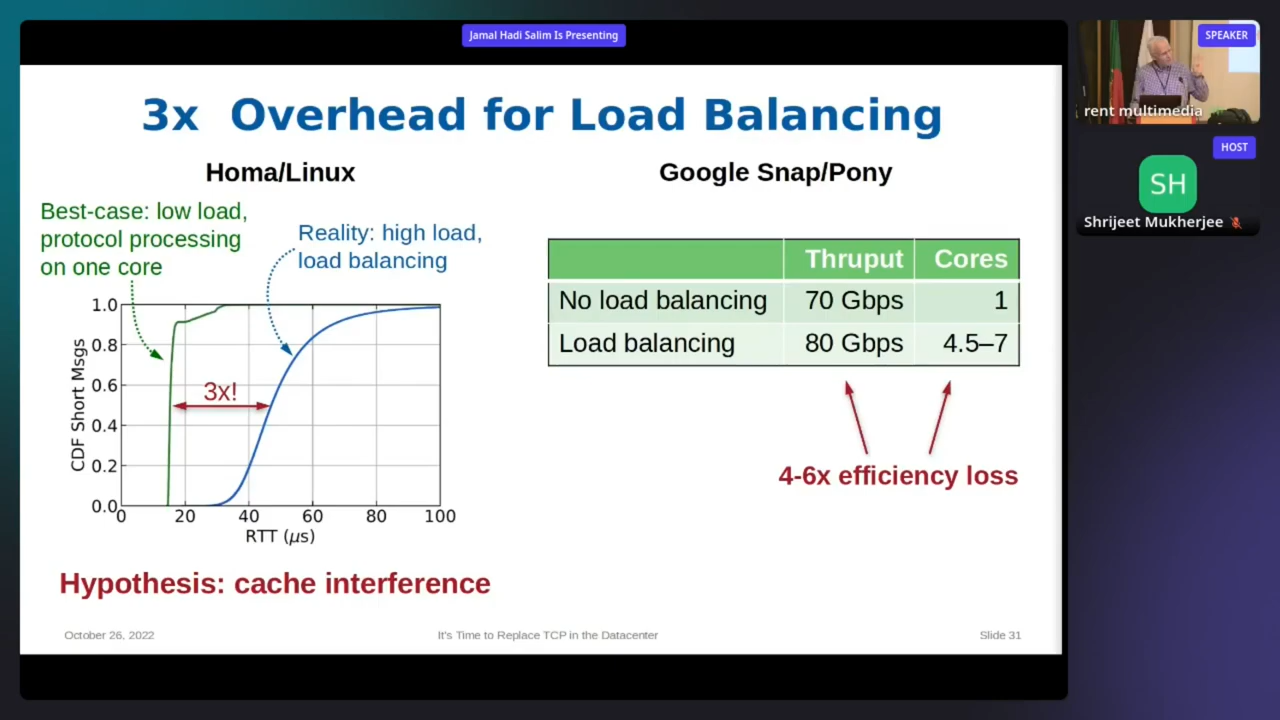 Jamal Hadi Salim Is Presenting
3x Overhead for Load Balancing
Homa/Linux
Best-case: low load,
protocol processing
on one core
Reality: high load,
load balancing
CDF Short Msgs
1.0
0.8
0.6
0.4
0.2
0.0
3x!
0 20 40 60 80 100
RTT (μs)
Hypothesis: cache interference
Google Snap/Pony
Thruput Cores
No load balancing 70 Gbps 1
Load balancing 80 Gbps 4.5–7
4-6x efficiency loss
October 26, 2022 It's Time to Replace TCP in the Datacenter Slide 31
SPEAKER
rent multimedia
HOST
SH
Shrijeet Mukherjee